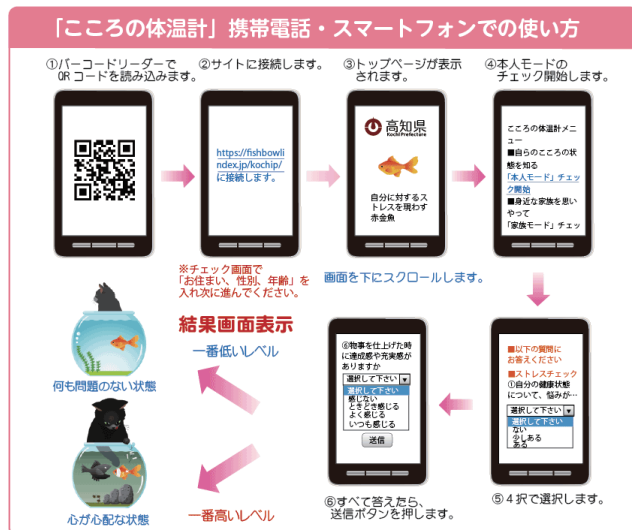 「こころの体温計」携帯電話・スマートフォンでの使い方
①バーコードリーダーで
QRコードを読み込みます。
②サイトに接続します。
③トップページが表示
されます。
④本人モードの
チェック開始します。
https://fishbowli
ndex.jp/kochip/
に接続します。
高知県
Kochi Prefecture
自分に対するス
トレスを現わす
赤金魚
こころの体温計メニ
ュー
■自らのこころの状
態を知る
「本人モード」チェッ
ク開始
■身近な家族を思い
やって
「家族モード」チェッ
※チェック画面で
「お住まい、性別、年齢」を
入れ次に進んでください。
画面を下にスクロールします。
■以下の質問に
お答えください
■ストレスチェック
①自分の健康状態
について、悩みが…
選択して下さい
選択して下さい
ない
少しある
ある
⑤4択で選択します。
⑥物事を仕上げた時
に達成感や充実感が
ありますか
選択して下さい
選択して下さい
感じない
ときどき感じる
よく感じる
いつも感じる
送信
⑥すべて答えたら、
送信ボタンを押します。
結果画面表示
一番低いレベル
何も問題のない状態
一番高いレベル
心が心配な状態